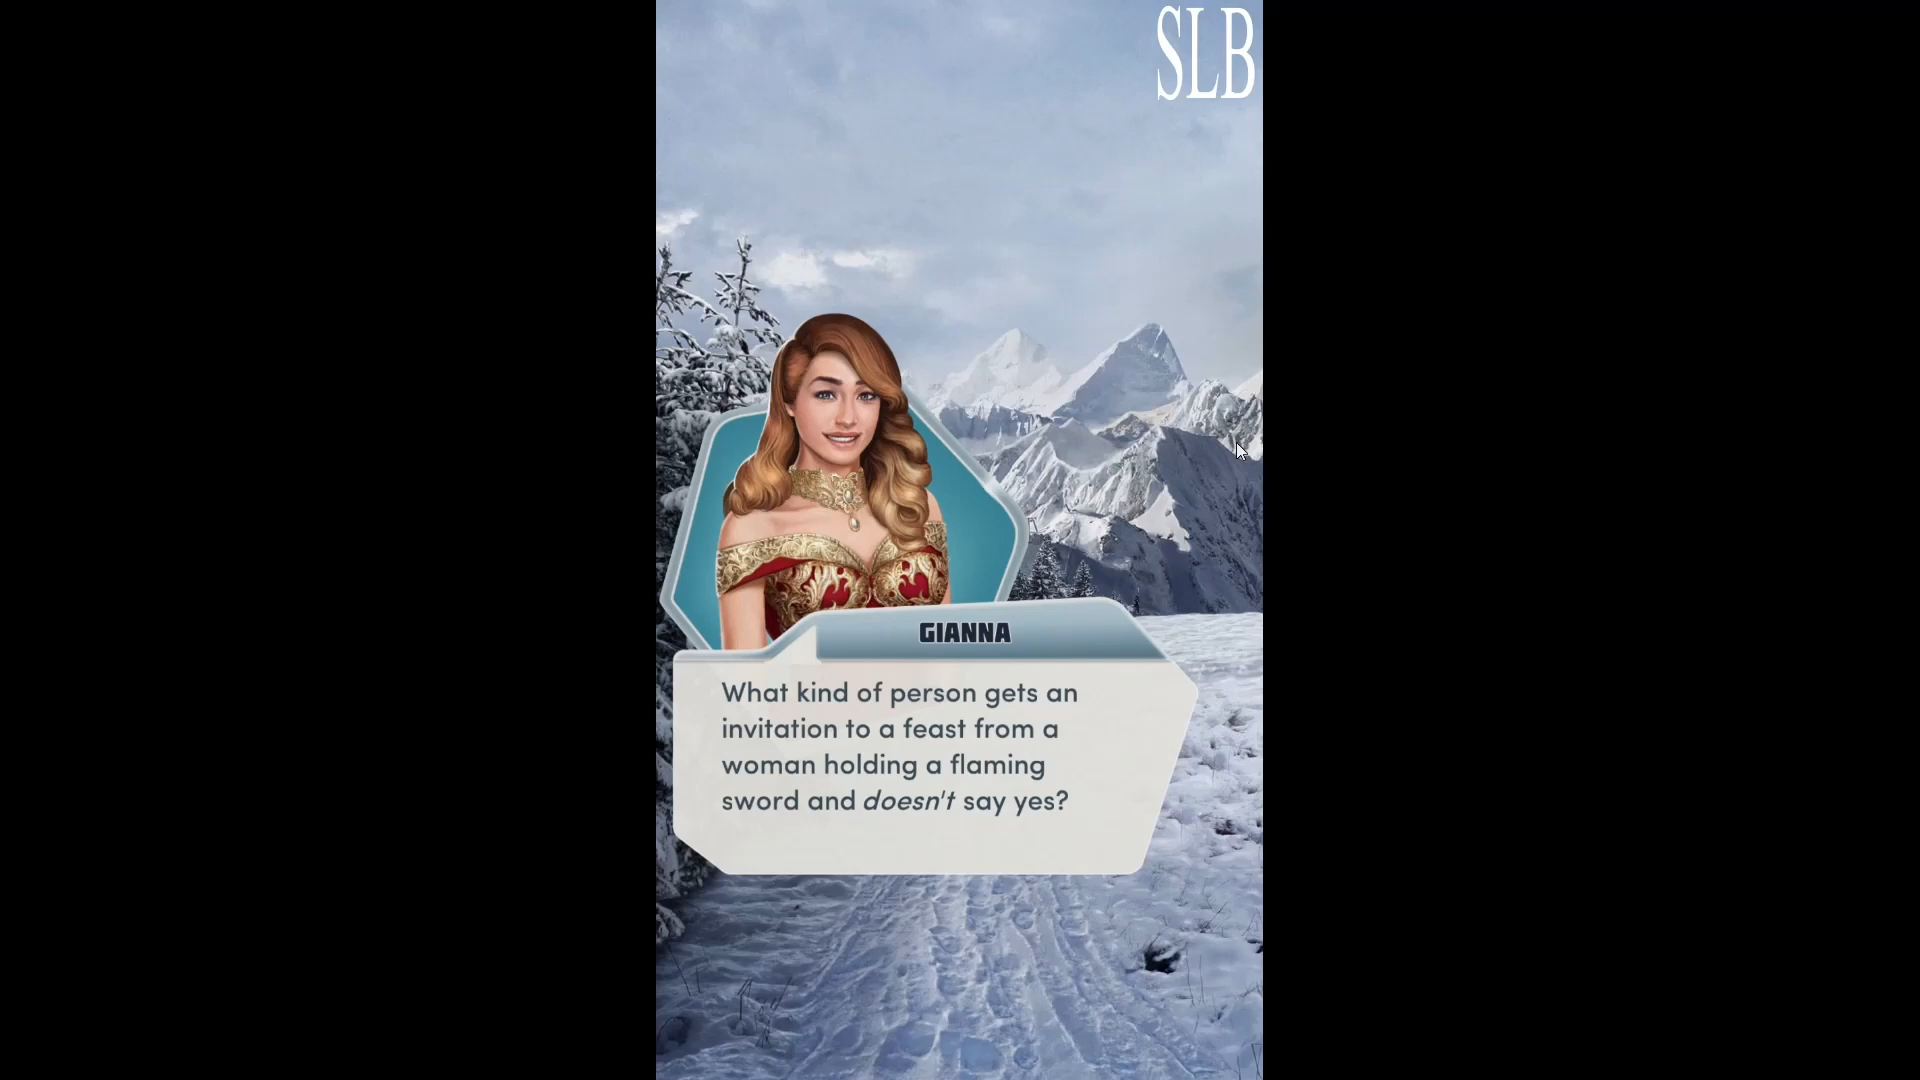 SLB
GIANNA
What kind of person gets an
invitation to a feast from a
woman holding a flaming
sword and doesn't say yes?